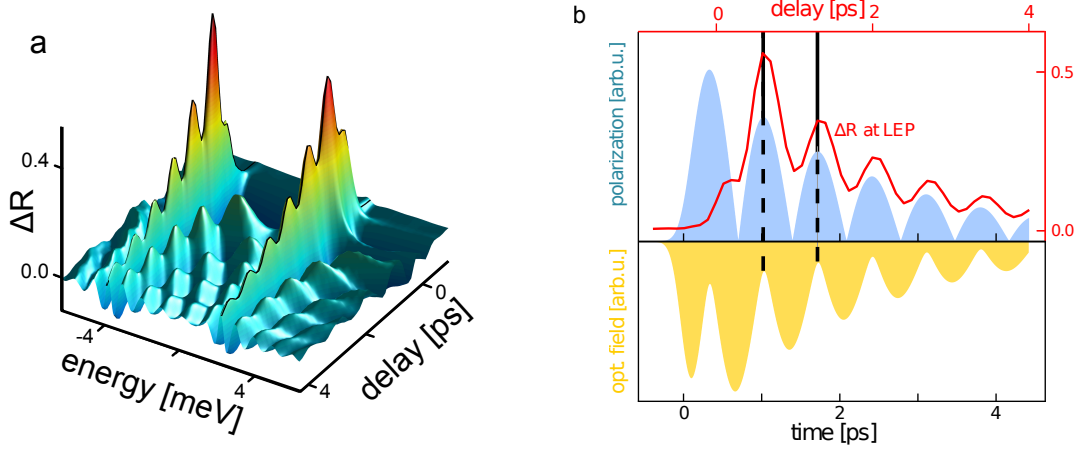 a
ΔR
0.4
0.0
-4
4
energy [meV]
0
4
delay [ps]
b
0
delay [ps]
2
4
polarization [arb.u.]
0.5
ΔR at LEP
0.0
opt. field [arb.u.]
0
2
4
time [ps]